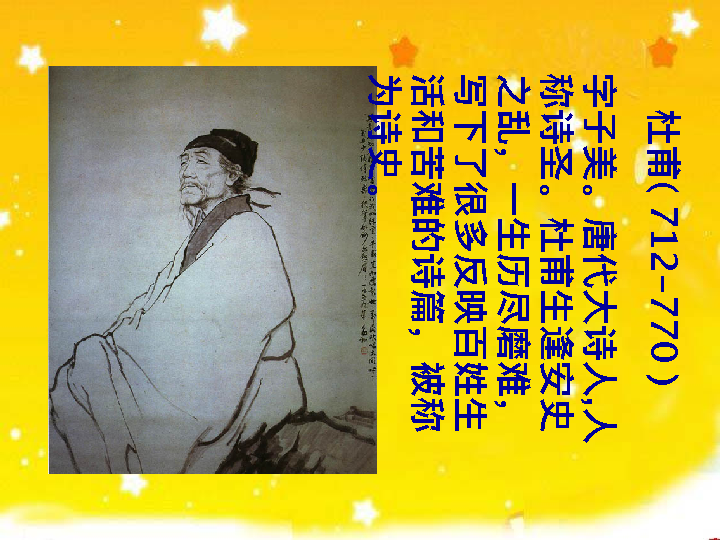 杜甫(712-770)
字子美。唐代大诗人,人
称诗圣。杜甫生逢安史
之乱，一生历尽磨难，
写下了很多反映百姓生
活和苦难的诗篇，被称
为诗史。